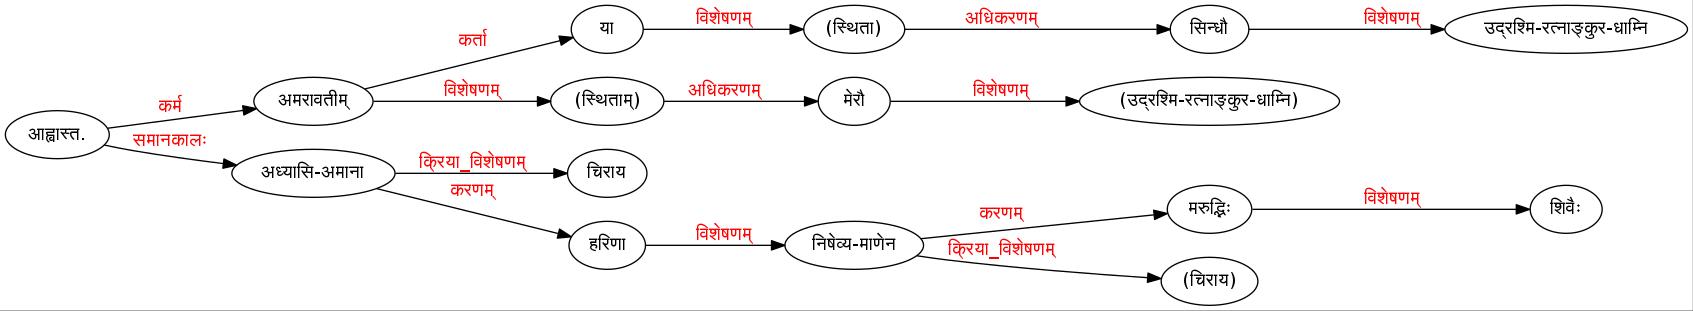 या
विशेषणम्
(स्थिता)
अधिकरणम्
सिन्धौ
विशेषणम्
उद्रश्मि-रत्नाङ्कुर-धाम्नि
कर्ता
अमरावतीम्
विशेषणम्
(स्थिताम्)
अधिकरणम्
मेरौ
विशेषणम्
(उद्रश्मि-रत्नाङ्कुर-धाम्नि)
कर्म
आह्वास्त.
समानकालः
अध्यासि-अमाना
क्रिया_विशेषणम्
चिराय
करणम्
हरिणा
विशेषणम्
निषेव्य-माणेन
करणम्
मरुद्भिः
विशेषणम्
शिवैः
क्रिया_विशेषणम्
(चिराय)